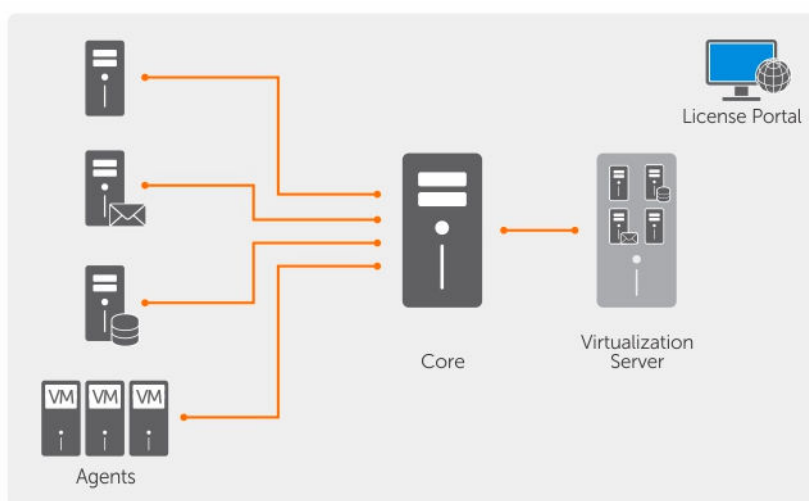 License Portal
Core
Virtualization
Server
VM VM VM
Agents